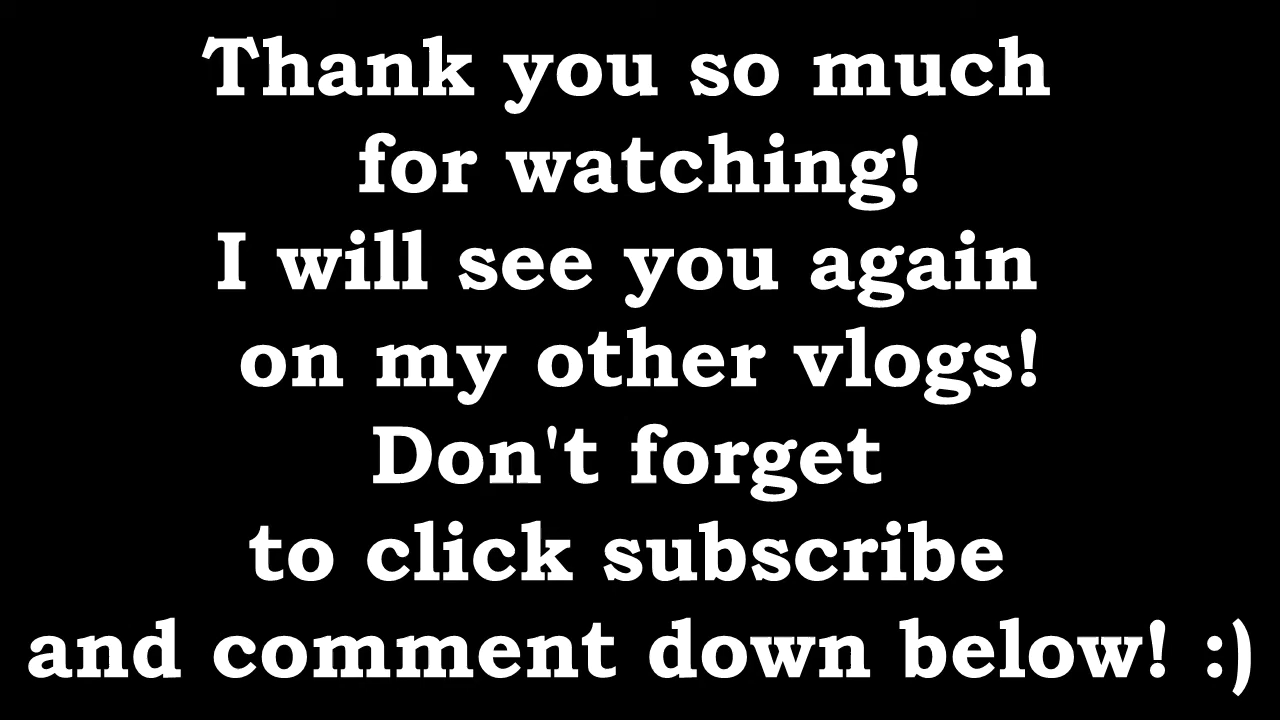 Thank you so much
for watching!
I will see you again
on my other vlogs!
Don't forget
to click subscribe
and comment down below! :)